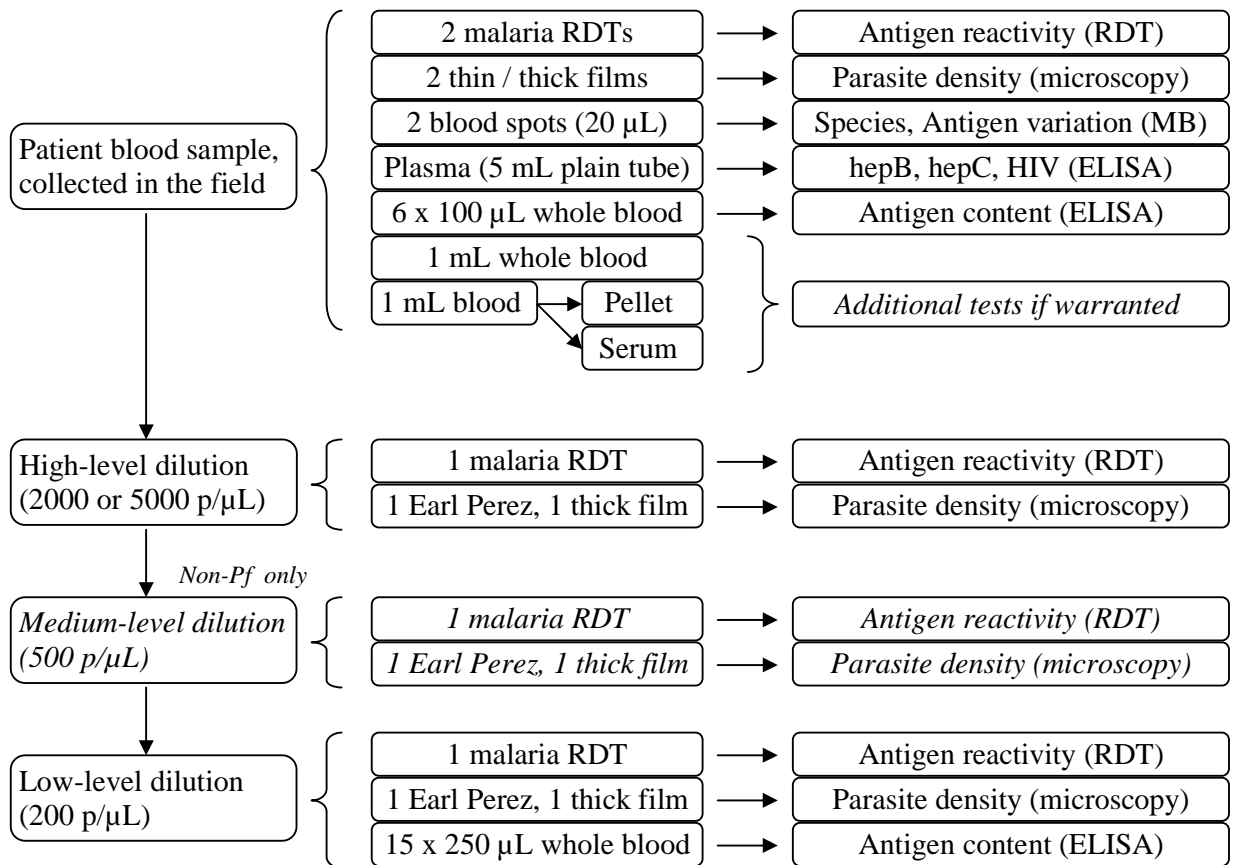 2 malaria RDTs
Antigen reactivity (RDT)
2 thin / thick films
Parasite density (microscopy)
Patient blood sample,
collected in the field
2 blood spots (20 µL)
Species, Antigen variation (MB)
Plasma (5 mL plain tube)
hepB, hepC, HIV (ELISA)
6 x 100 µL whole blood
Antigen content (ELISA)
1 mL whole blood
1 mL blood
Pellet
Serum
Additional tests if warranted
High-level dilution
(2000 or 5000 p/µL)
1 malaria RDT
Antigen reactivity (RDT)
1 Earl Perez, 1 thick film
Parasite density (microscopy)
Non-Pf only
Medium-level dilution
(500 p/µL)
1 malaria RDT
Antigen reactivity (RDT)
1 Earl Perez, 1 thick film
Parasite density (microscopy)
Low-level dilution
(200 p/µL)
1 malaria RDT
Antigen reactivity (RDT)
1 Earl Perez, 1 thick film
Parasite density (microscopy)
15 x 250 µL whole blood
Antigen content (ELISA)